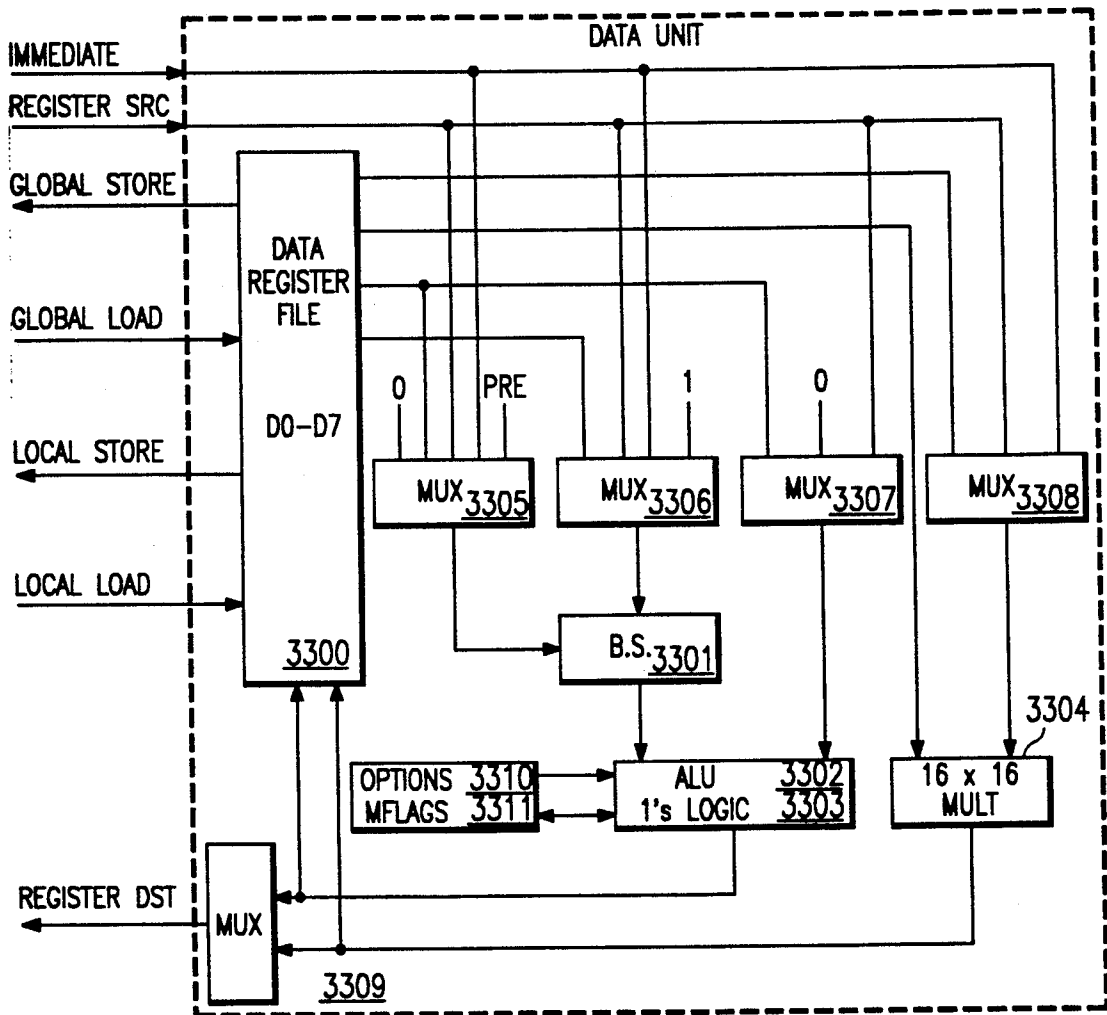 DATA UNIT
IMMEDIATE
REGISTER SRC
GLOBAL STORE
GLOBAL LOAD
LOCAL STORE
LOCAL LOAD
REGISTER DST
DATA
REGISTER
FILE
D0-D7
3300
0
PRE
1
0
MUX 3305
MUX 3306
MUX 3307
MUX 3308
B.S. 3301
3304
OPTIONS 3310
MFLAGS 3311
ALU 3302
1's LOGIC 3303
16 x 16
MULT
MUX
3309